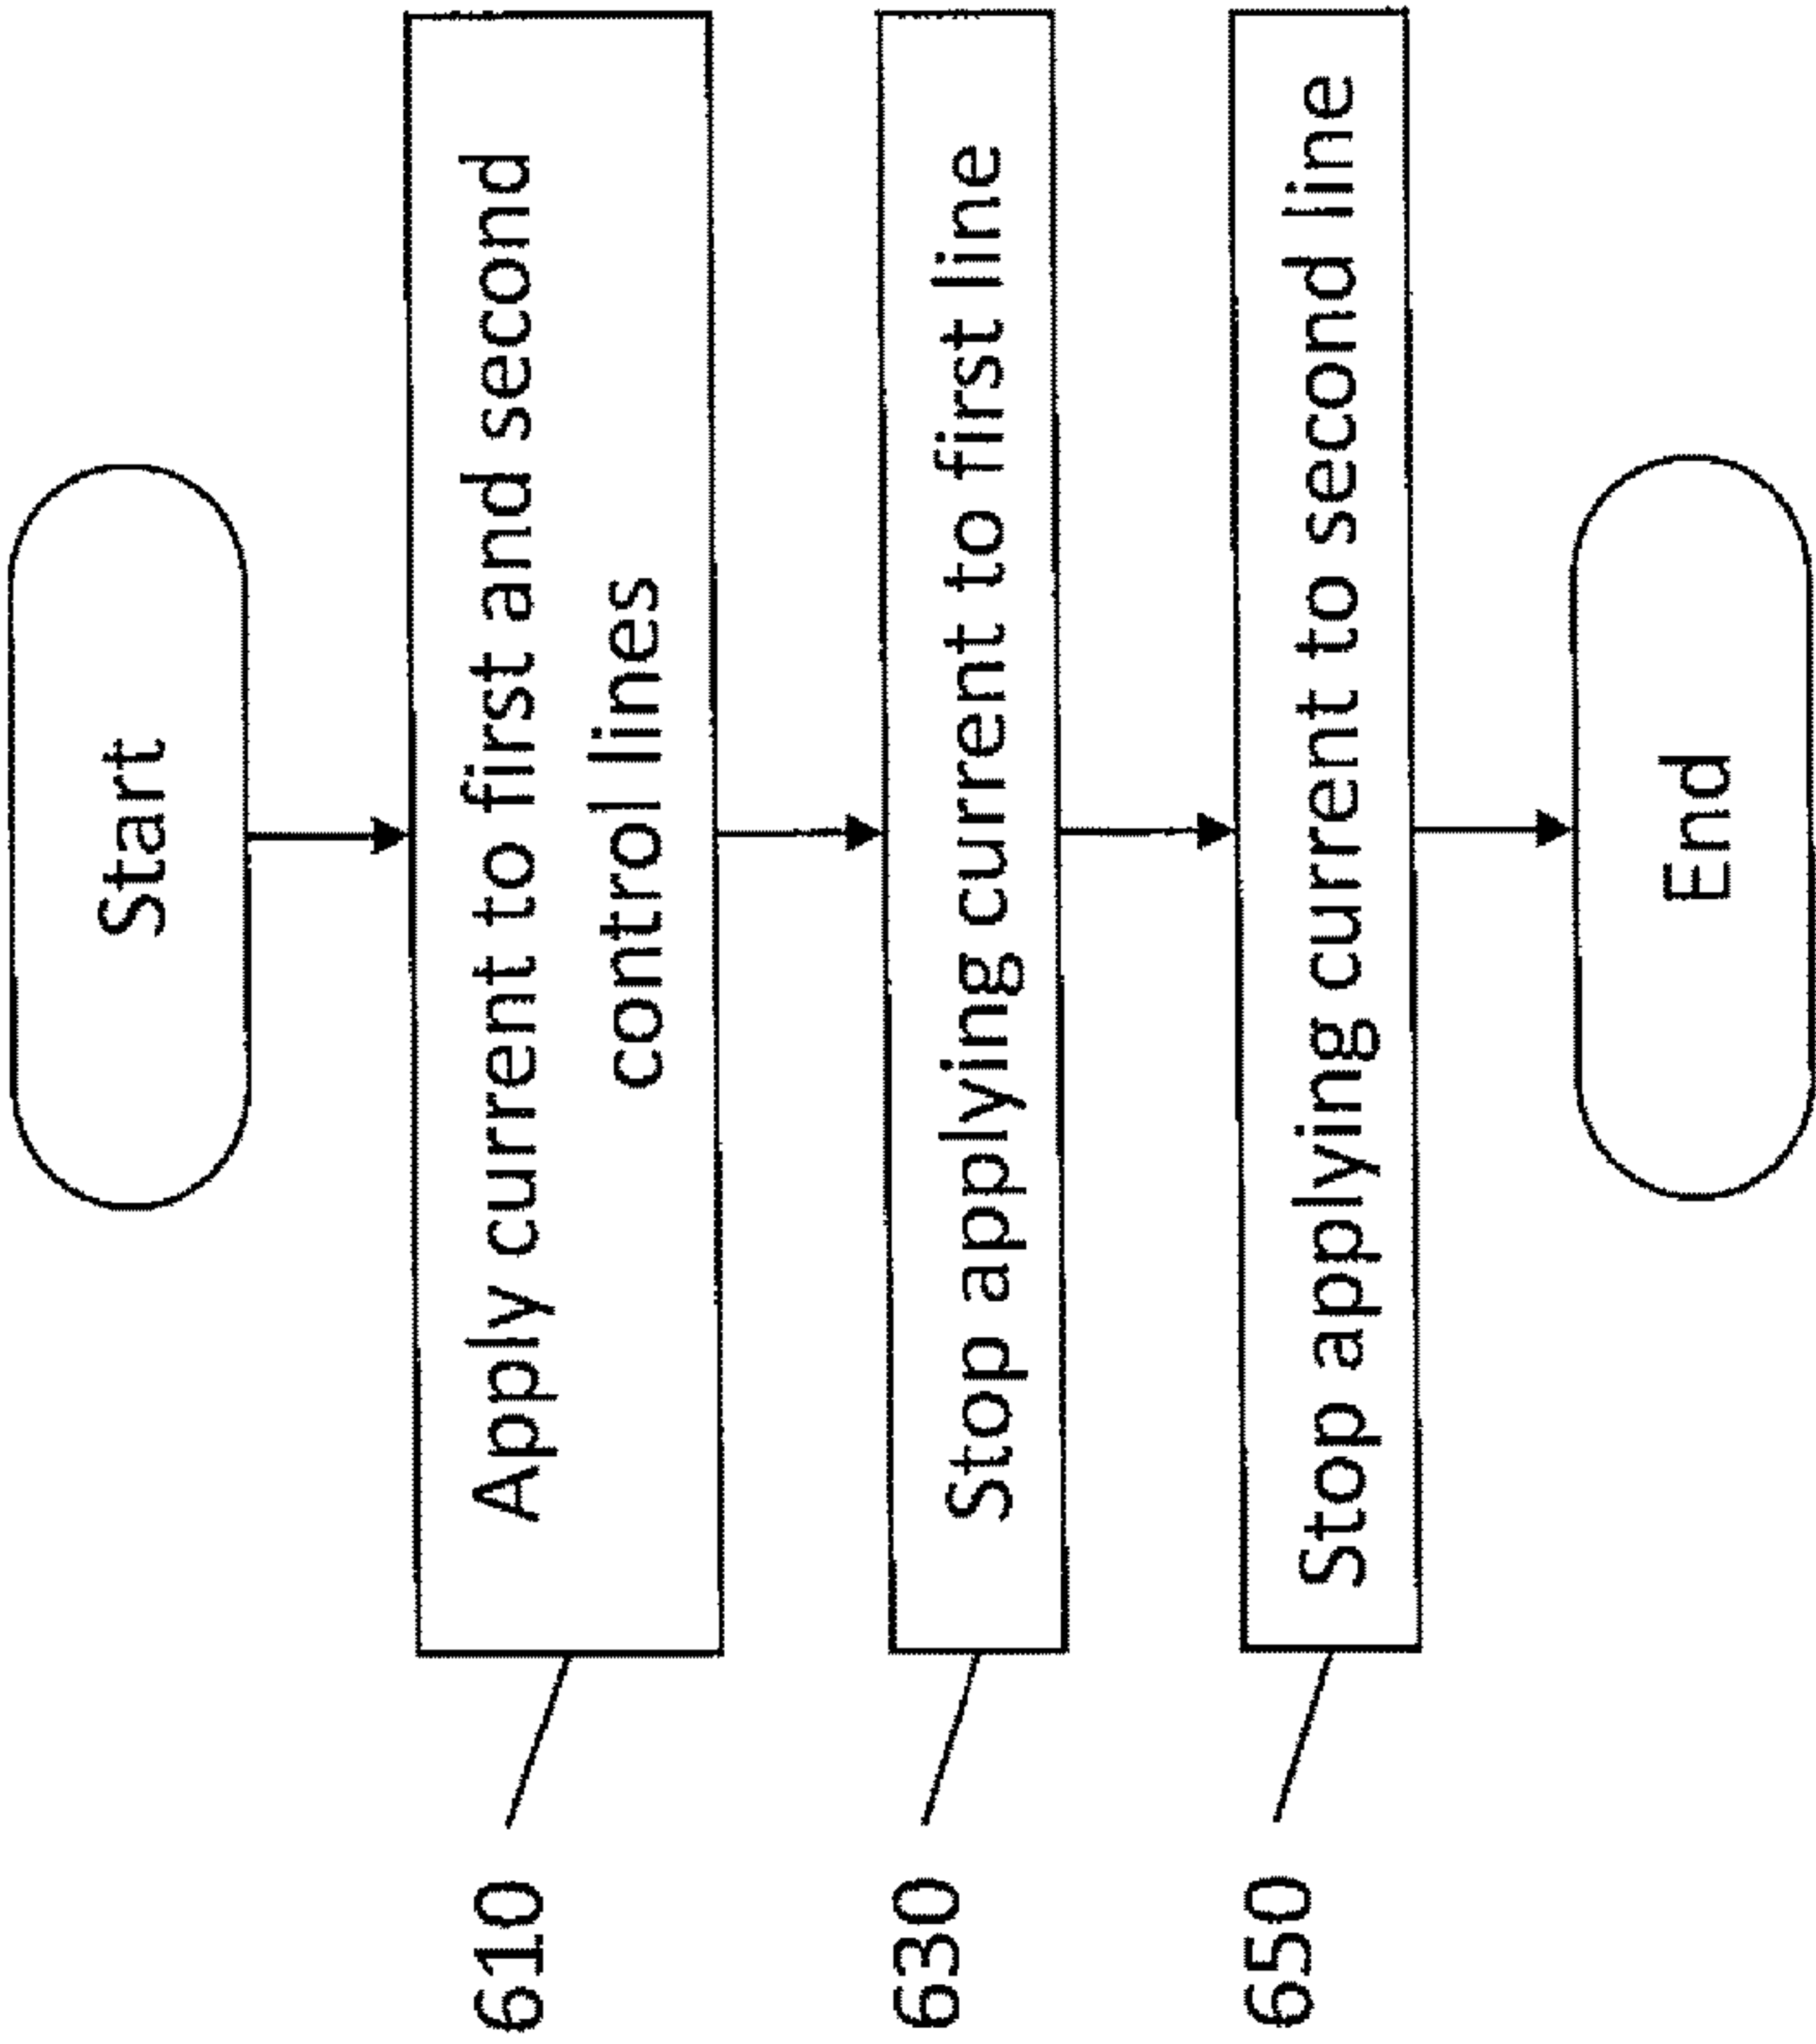 Start
610
Apply current to first and second
control lines
630
Stop applying current to first line
650
Stop applying current to second line
End